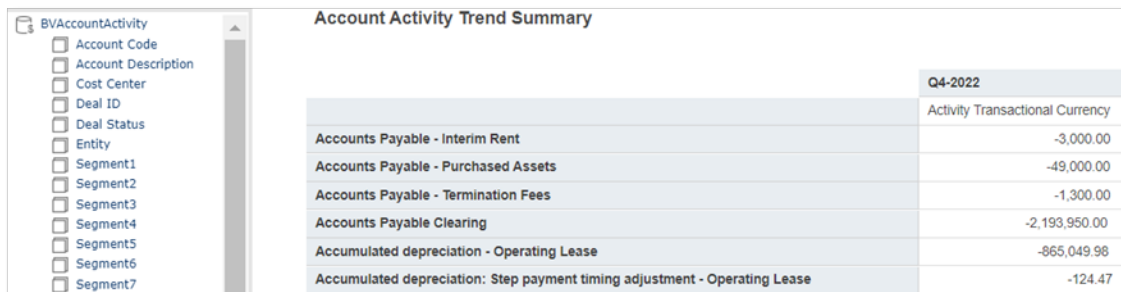 BVAccountActivity
Account Code
Account Description
Cost Center
Deal ID
Deal Status
Entity
Segment1
Segment2
Segment3
Segment4
Segment5
Segment6
Segment7
Account Activity Trend Summary
Q4-2022
Activity Transactional Currency
Accounts Payable - Interim Rent -3,000.00
Accounts Payable - Purchased Assets -49,000.00
Accounts Payable - Termination Fees -1,300.00
Accounts Payable Clearing -2,193,950.00
Accumulated depreciation - Operating Lease -865,049.98
Accumulated depreciation: Step payment timing adjustment - Operating Lease -124.47